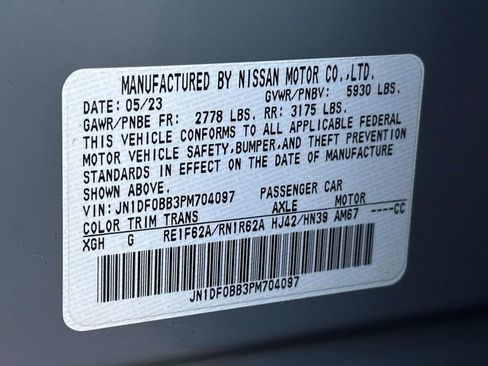 MANUFACTURED BY NISSAN MOTOR CO.,LTD.
DATE: 05/23 GVWR/PNBV: 5930 LBS.
GAWR/PNBE FR: 2778 LBS. RR: 3175 LBS.
THIS VEHICLE CONFORMS TO ALL APPLICABLE FEDERAL
MOTOR VEHICLE SAFETY,BUMPER,AND THEFT PREVENTION
STANDARDS IN EFFECT ON THE DATE OF MANUFACTURE
SHOWN ABOVE.
VIN: JN1DF0BB3PM704097 PASSENGER CAR
COLOR TRIM TRANS AXLE MOTOR
XGH G RE1F62A/RN1R62A HJ42/HN39 AM67 ----CC
JN1DF0BB3PM704097